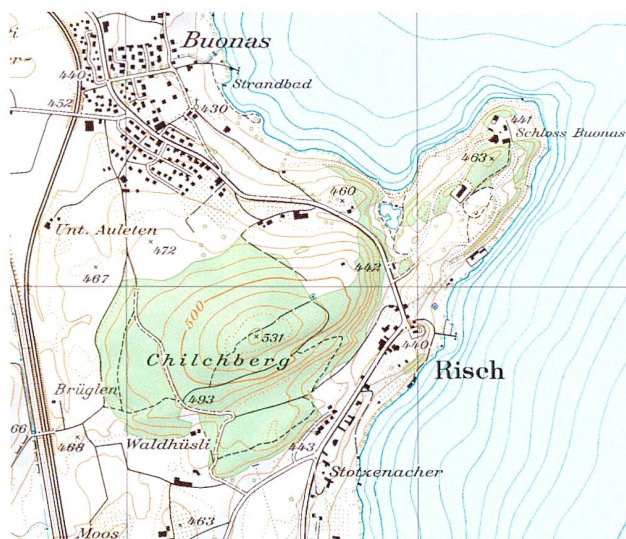 Buonas
440
Strandbad
452
430
441
Schloss Buonas
463
460
Unt. Auleten
472
467
442
500
531
Chilchberg
440
Risch
Brüglen
493
66
468
Waldhüsli
443
Stotzenacher
463
Moos